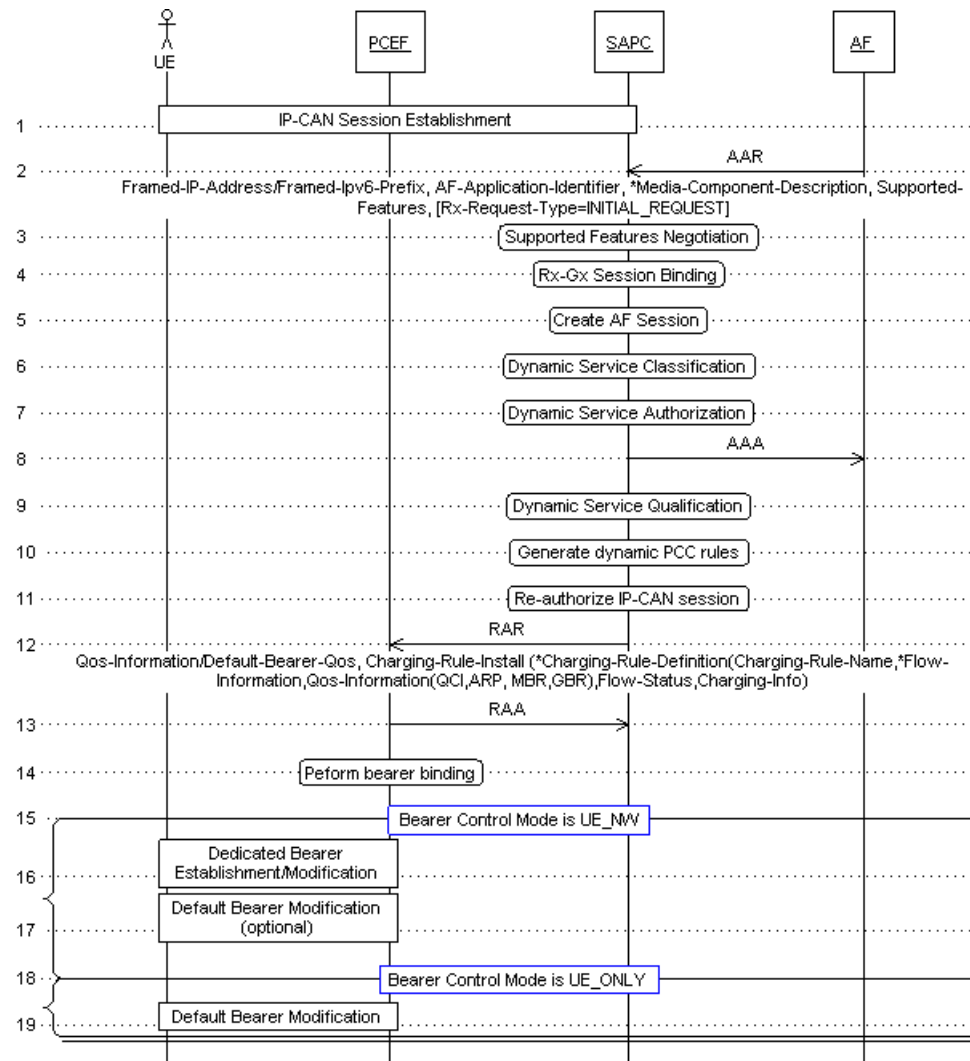 UE
PCEF
SAPC
AF
1
IP-CAN Session Establishment
2
AAR
Framed-IP-Address/Framed-Ipv6-Prefix, AF-Application-Identifier, *Media-Component-Description, Supported-
Features, [Rx-Request-Type=INITIAL_REQUEST]
3
Supported Features Negotiation
4
Rx-Gx Session Binding
5
Create AF Session
6
Dynamic Service Classification
7
Dynamic Service Authorization
8
AAA
9
Dynamic Service Qualification
10
Generate dynamic PCC rules
11
Re-authorize IP-CAN session
12
RAR
Qos-Information/Default-Bearer-Qos, Charging-Rule-Install (*Charging-Rule-Definition(Charging-Rule-Name,*Flow-
Information,Qos-Information(QCI,ARP, MBR,GBR),Flow-Status,Charging-Info)
13
RAA
14
Peform bearer binding
15
Bearer Control Mode is UE_NW
16
Dedicated Bearer
Establishment/Modification
17
Default Bearer Modification
(optional)
18
Bearer Control Mode is UE_ONLY
19
Default Bearer Modification